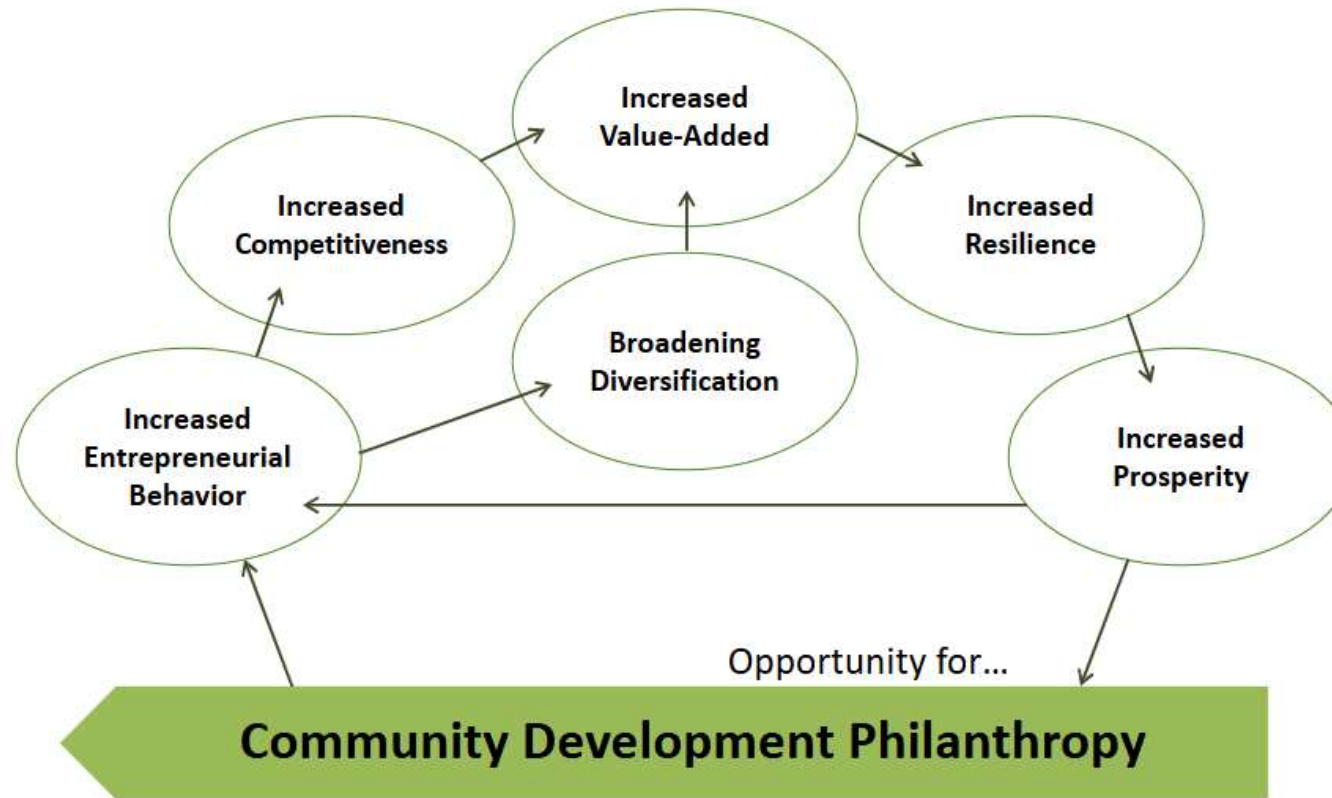 Increased
Value-Added
Increased
Competitiveness
Increased
Resilience
Broadening
Diversification
Increased
Entrepreneurial
Behavior
Increased
Prosperity
Opportunity for...
Community Development Philanthropy